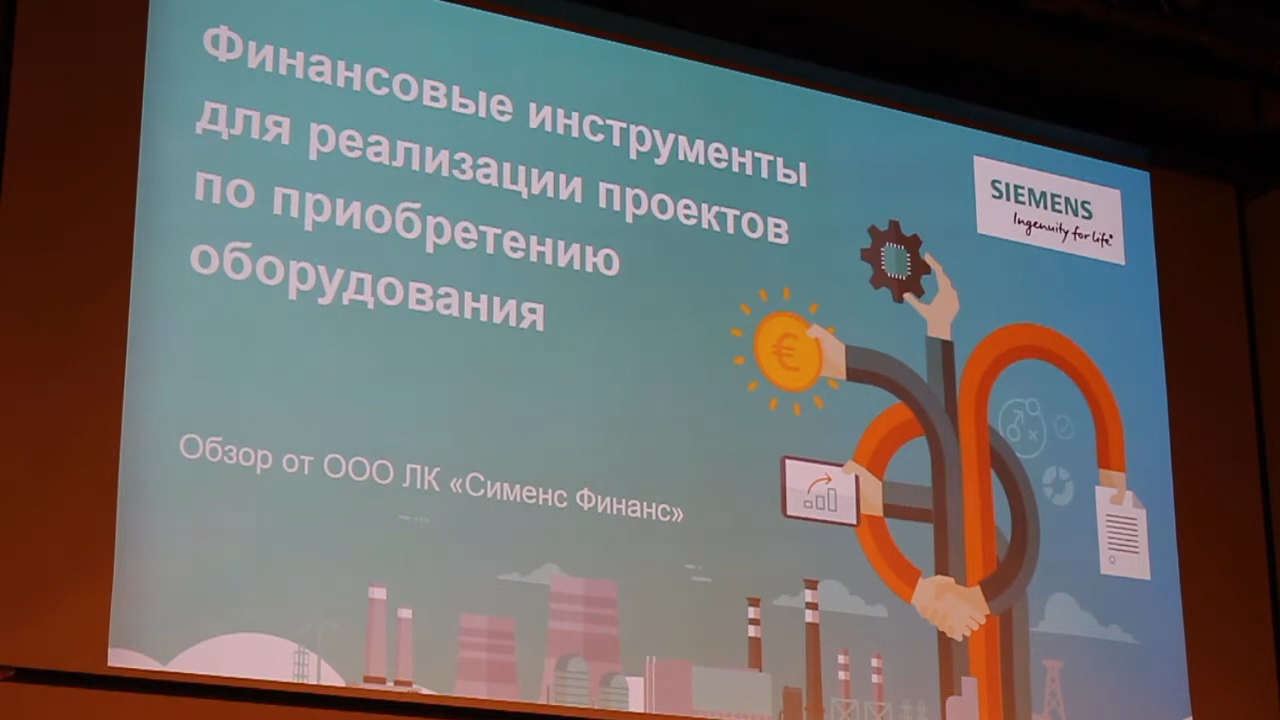 Финансовые инструменты
для реализации проектов
по приобретению
оборудования
SIEMENS
Ingenuity for life
€
Обзор от ООО ЛК «Сименс Финанс»